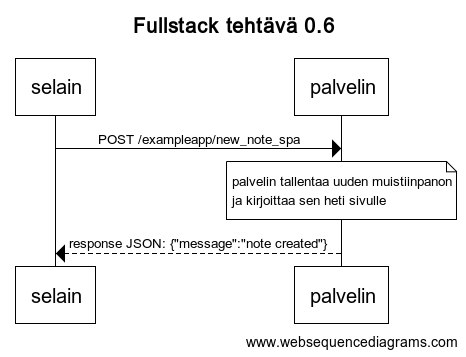 Fullstack tehtävä 0.6
selain
palvelin
POST /exampleapp/new_note_spa
palvelin tallentaa uuden muistiinpanon
ja kirjoittaa sen heti sivulle
response JSON: {"message":"note created"}
selain
palvelin
www.websequencediagrams.com